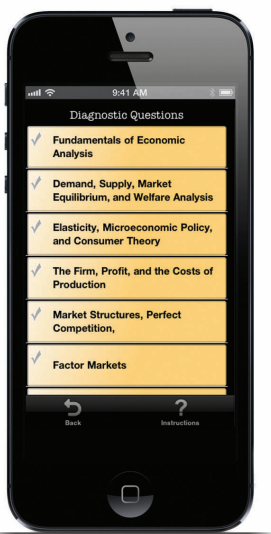 9:41 AM
Diagnostic Questions
Fundamentals of Economic
Analysis
Demand, Supply, Market
Equilibrium, and Welfare Analysis
Elasticity, Microeconomic Policy,
and Consumer Theory
The Firm, Profit, and the Costs of
Production
Market Structures, Perfect
Competition,
Factor Markets
Back
Instructions